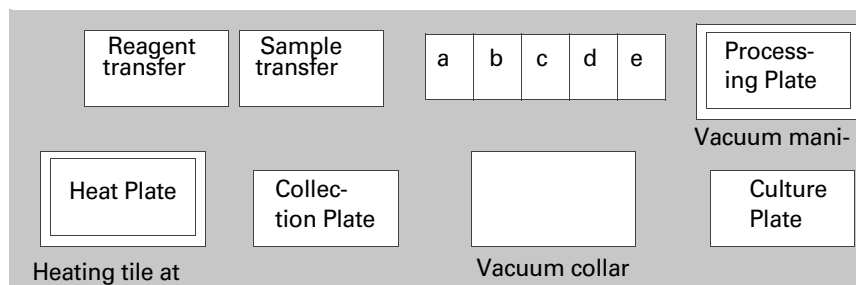 Reagent
transfer
Sample
transfer
a b c d e
Process-
ing Plate
Vacuum mani-
Heat Plate
Collec-
tion Plate
Culture
Plate
Heating tile at
Vacuum collar